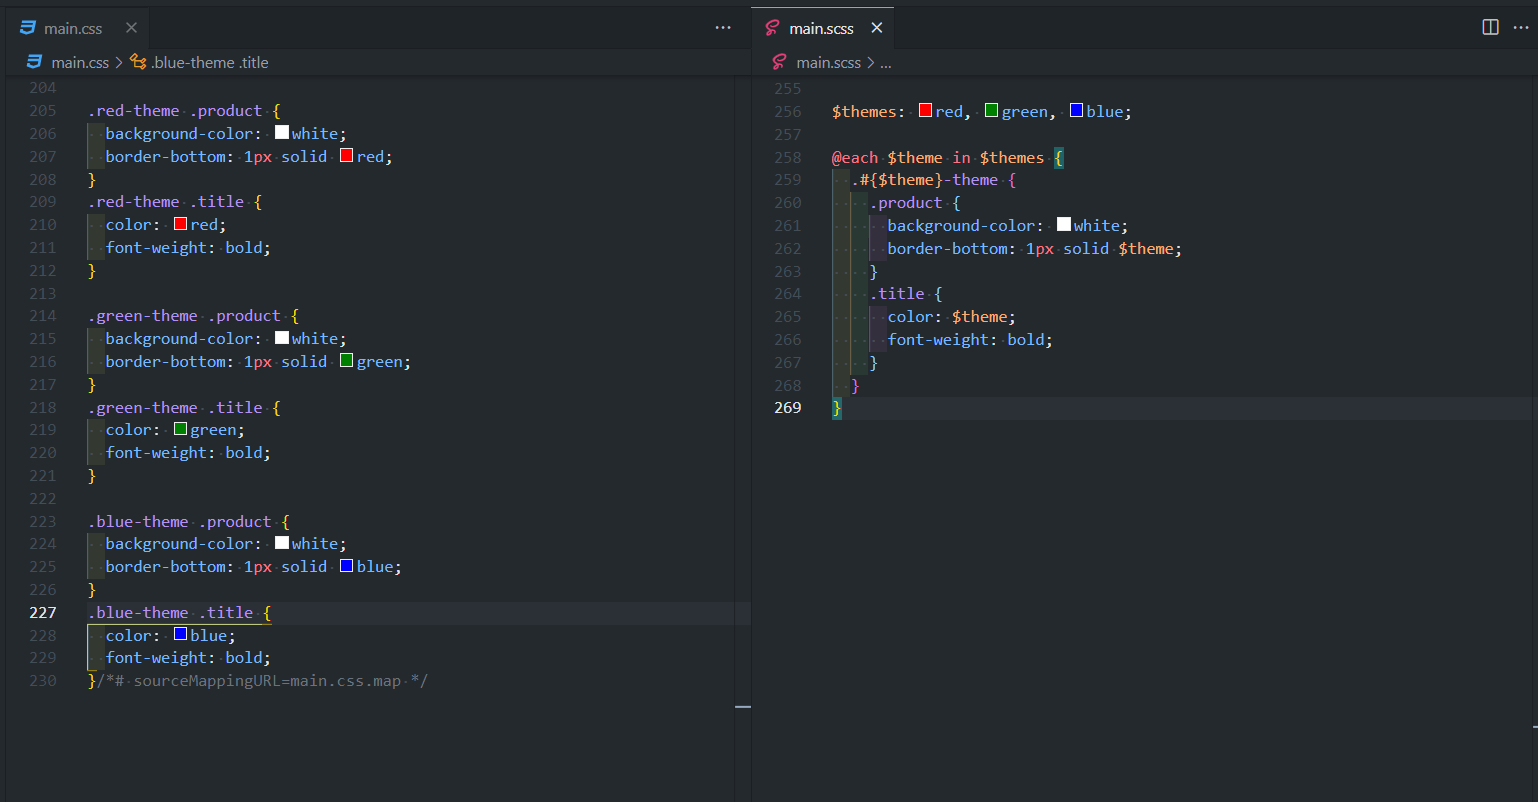 main.css
main.css > .blue-theme .title
204
205 .red-theme .product {
206 background-color: white;
207 border-bottom: 1px solid red;
208 }
209 .red-theme .title {
210 color: red;
211 font-weight: bold;
212 }
213
214 .green-theme .product {
215 background-color: white;
216 border-bottom: 1px solid green;
217 }
218 .green-theme .title {
219 color: green;
220 font-weight: bold;
221 }
222
223 .blue-theme .product {
224 background-color: white;
225 border-bottom: 1px solid blue;
226 }
227 .blue-theme .title {
228 color: blue;
229 font-weight: bold;
230 }/*# sourceMappingURL=main.css.map */
main.scss
main.scss > ...
255
256 $themes: red, green, blue;
257
258 @each $theme in $themes {
259 .#{$theme}-theme {
260 .product {
261 background-color: white;
262 border-bottom: 1px solid $theme;
263 }
264 .title {
265 color: $theme;
266 font-weight: bold;
267 }
268 }
269 }